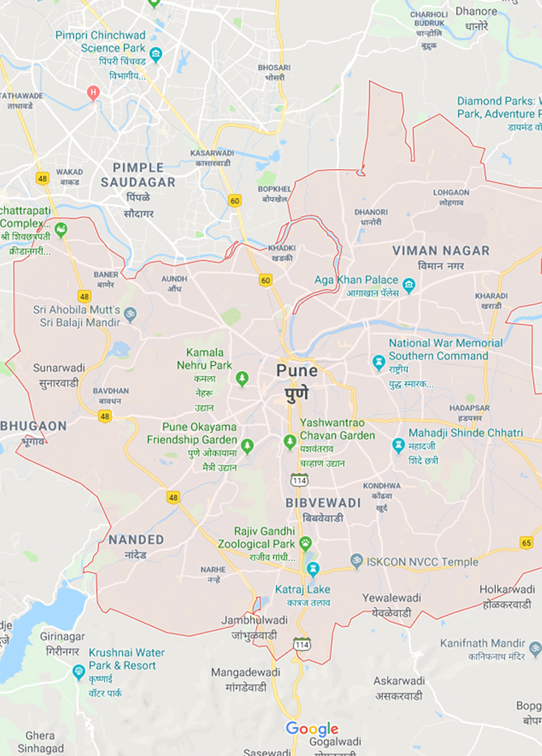 CHARHOLI
BUDRUK
चाऱ्होली
बुद्रुक
Dhanore
धानोरे
Pimpri Chinchwad
Science Park
पिंपरी चिंचवड
विभागीय...
BHOSARI
भोसरी
TATHAWADE
ताथावडे
H
Diamond Parks: W
Park, Adventure P
डायमंड वॉ
KASARWADI
कासारवाडी
WAKAD
वाकड
48
PIMPLE
SAUDAGAR
पिंपळे
सौदागर
60
BOPKHEL
बोपखेल
LOHGAON
लोहगाव
chattrapati
Complex...
श्री शिवछत्रपती
क्रीडानगरी...
DHANORI
धानोरी
KHADKI
खडकी
VIMAN NAGAR
विमान नगर
BANER
बाणेर
AUNDH
औंध
60
Aga Khan Palace
आगाखान पॅलेस
48
KHARADI
खराडी
Sri Ahobila Mutt's
Sri Balaji Mandir
National War Memorial
Southern Command
राष्ट्रीय
युद्ध स्मारक...
Kamala
Nehru Park
कमला
नेहरू
उद्यान
Pune
पुणे
Sunarwadi
सुनारवाडी
BAVDHAN
बावधन
48
HADAPSAR
हडपसर
BHUGAON
भूगाव
Pune Okayama
Friendship Garden
पुणे ओकायामा
मैत्री उद्यान
Yashwantrao
Chavan Garden
यशवंतराव
चव्हाण उद्यान
Mahadji Shinde Chhatri
महादजी
शिंदे छत्री
114
KONDHWA
कोंढवा
खुर्द
48
BIBVEWADI
बिबवेवाडी
NANDED
नांदेड
Rajiv Gandhi
Zoological Park
राजीव गांधी...
65
NARHE
नऱ्हे
ISKCON NVCC Temple
Katraj Lake
कात्रज तलाव
Holkarwadi
होळकरवाडी
Yewalewadi
येवळेवाडी
Jambhulwadi
जांभुळवाडी
114
Girinagar
गिरीनगर
Kanifnath Mandir
कानिफनाथ मंदिर
Krushnai Water
Park & Resort
कृष्णाई
वॉटर पार्क
Mangadewadi
मांगडेवाडी
Askarwadi
असकरवाडी
Bopg
बोपग
Google
Ghera
Sinhagad
Gogalwadi
Sasewadi